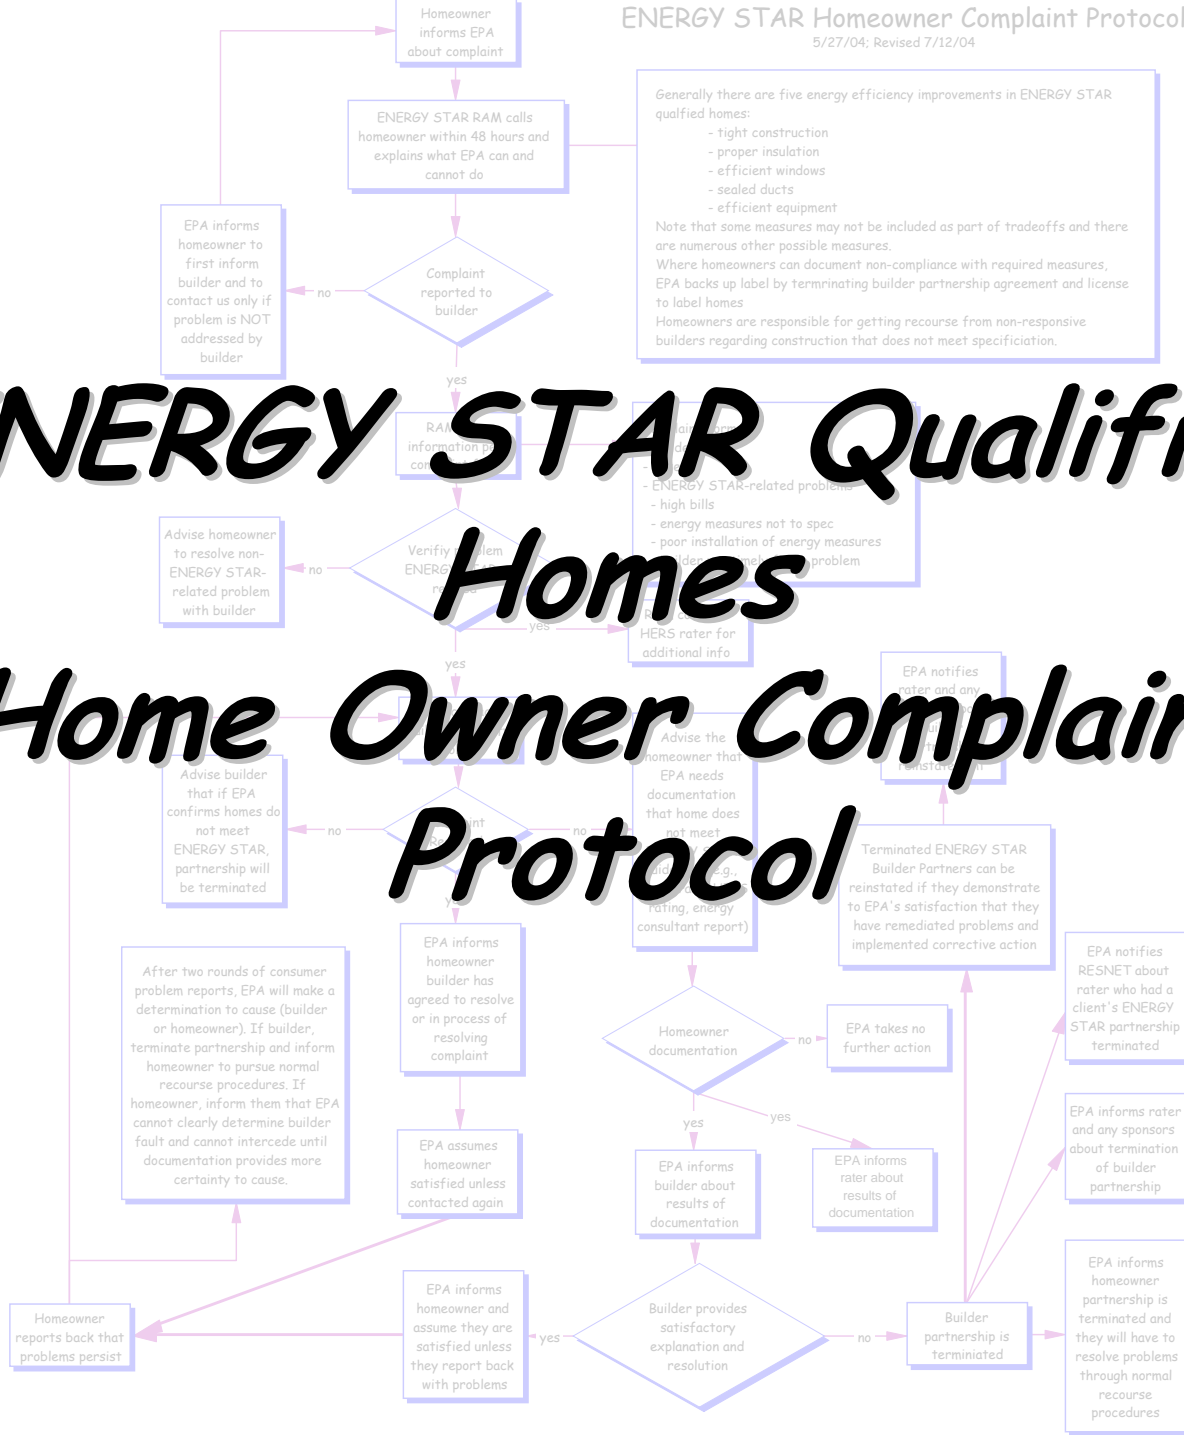 ENERGY STAR Homeowner Complaint Protocol
5/27/04; Revised 7/12/04
Homeowner
informs EPA
about complaint
ENERGY STAR RAM calls
homeowner within 48 hours and
explains what EPA can and
cannot do
Generally there are five energy efficiency improvements in ENERGY STAR
qualfied homes:
- tight construction
- proper insulation
- efficient windows
- sealed ducts
- efficient equipment
Note that some measures may not be included as part of tradeoffs and there
are numerous other possible measures.
Where homeowners can document non-compliance with required measures,
EPA backs up label by termrinating builder partnership agreement and license
to label homes
Homeowners are responsible for getting recourse from non-responsive
builders regarding construction that does not meet specificiation.
EPA informs
homeowner to
first inform
builder and to
contact us only if
problem is NOT
addressed by
builder
no
Complaint
reported to
builder
yes
NERGY STAR Qualifi
Homes
Home Owner Complain
Protocol
information
- ENERGY STAR-related problems
- high bills
- energy measures not to spec
- poor installation of energy measures
problem
Advise homeowner
to resolve non-
ENERGY STAR-
related problem
with builder
no
Verifiy
yes
HERS rater for
additional info
yes
EPA notifies
rater and any
Advise builder
that if EPA
confirms homes do
not meet
ENERGY STAR,
partnership will
be terminated
no
no
Advise the
homeowner that
EPA needs
documentation
that home does
not meet
rating, energy
consultant report)
Terminated ENERGY STAR
Builder Partners can be
reinstated if they demonstrate
to EPA's satisfaction that they
have remediated problems and
implemented corrective action
EPA informs
homeowner
builder has
agreed to resolve
or in process of
resolving
complaint
After two rounds of consumer
problem reports, EPA will make a
determination to cause (builder
or homeowner). If builder,
terminate partnership and inform
homeowner to pursue normal
recourse procedures. If
homeowner, inform them that EPA
cannot clearly determine builder
fault and cannot intercede until
documentation provides more
certainty to cause.
Homeowner
documentation
no
EPA takes no
further action
EPA notifies
RESNET about
rater who had a
client's ENERGY
STAR partnership
terminated
yes
yes
EPA informs rater
and any sponsors
about termination
of builder
partnership
EPA assumes
homeowner
satisfied unless
contacted again
EPA informs
builder about
results of
documentation
EPA informs
rater about
results of
documentation
Homeowner
reports back that
problems persist
EPA informs
homeowner and
assume they are
satisfied unless
they report back
with problems
yes
Builder provides
satisfactory
explanation and
resolution
no
Builder
partnership is
terminiated
EPA informs
homeowner
partnership is
terminated and
they will have to
resolve problems
through normal
recourse
procedures